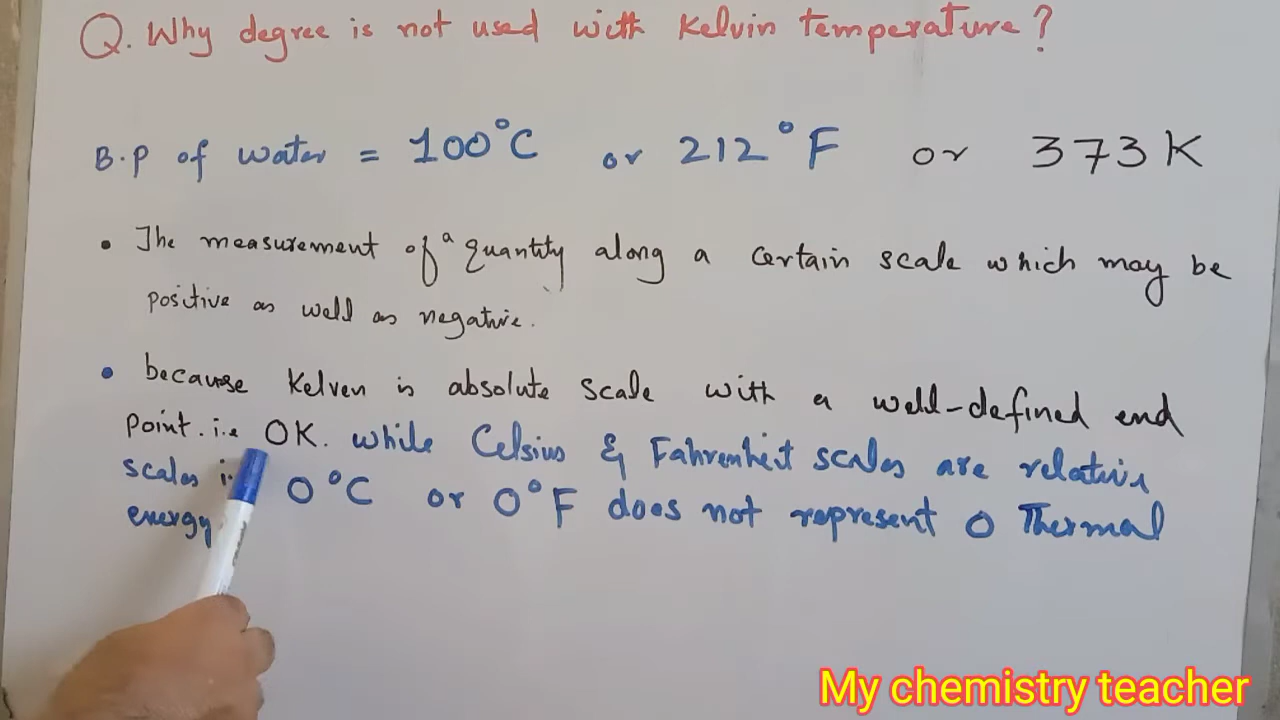 Q. Why degree is not used with Kelvin temperature?
B.P of water = 100°C or 212°F or 373K
• The measurement of a quantity along a certain scale which may be
positive as well as negative.
• because Kelven is absolute scale with a well-defined end
point. i.e 0K. while Celsius & Fahrenheit scales are relative
scales 0°C or 0°F does not represent 0 Thermal
energy
My chemistry teacher